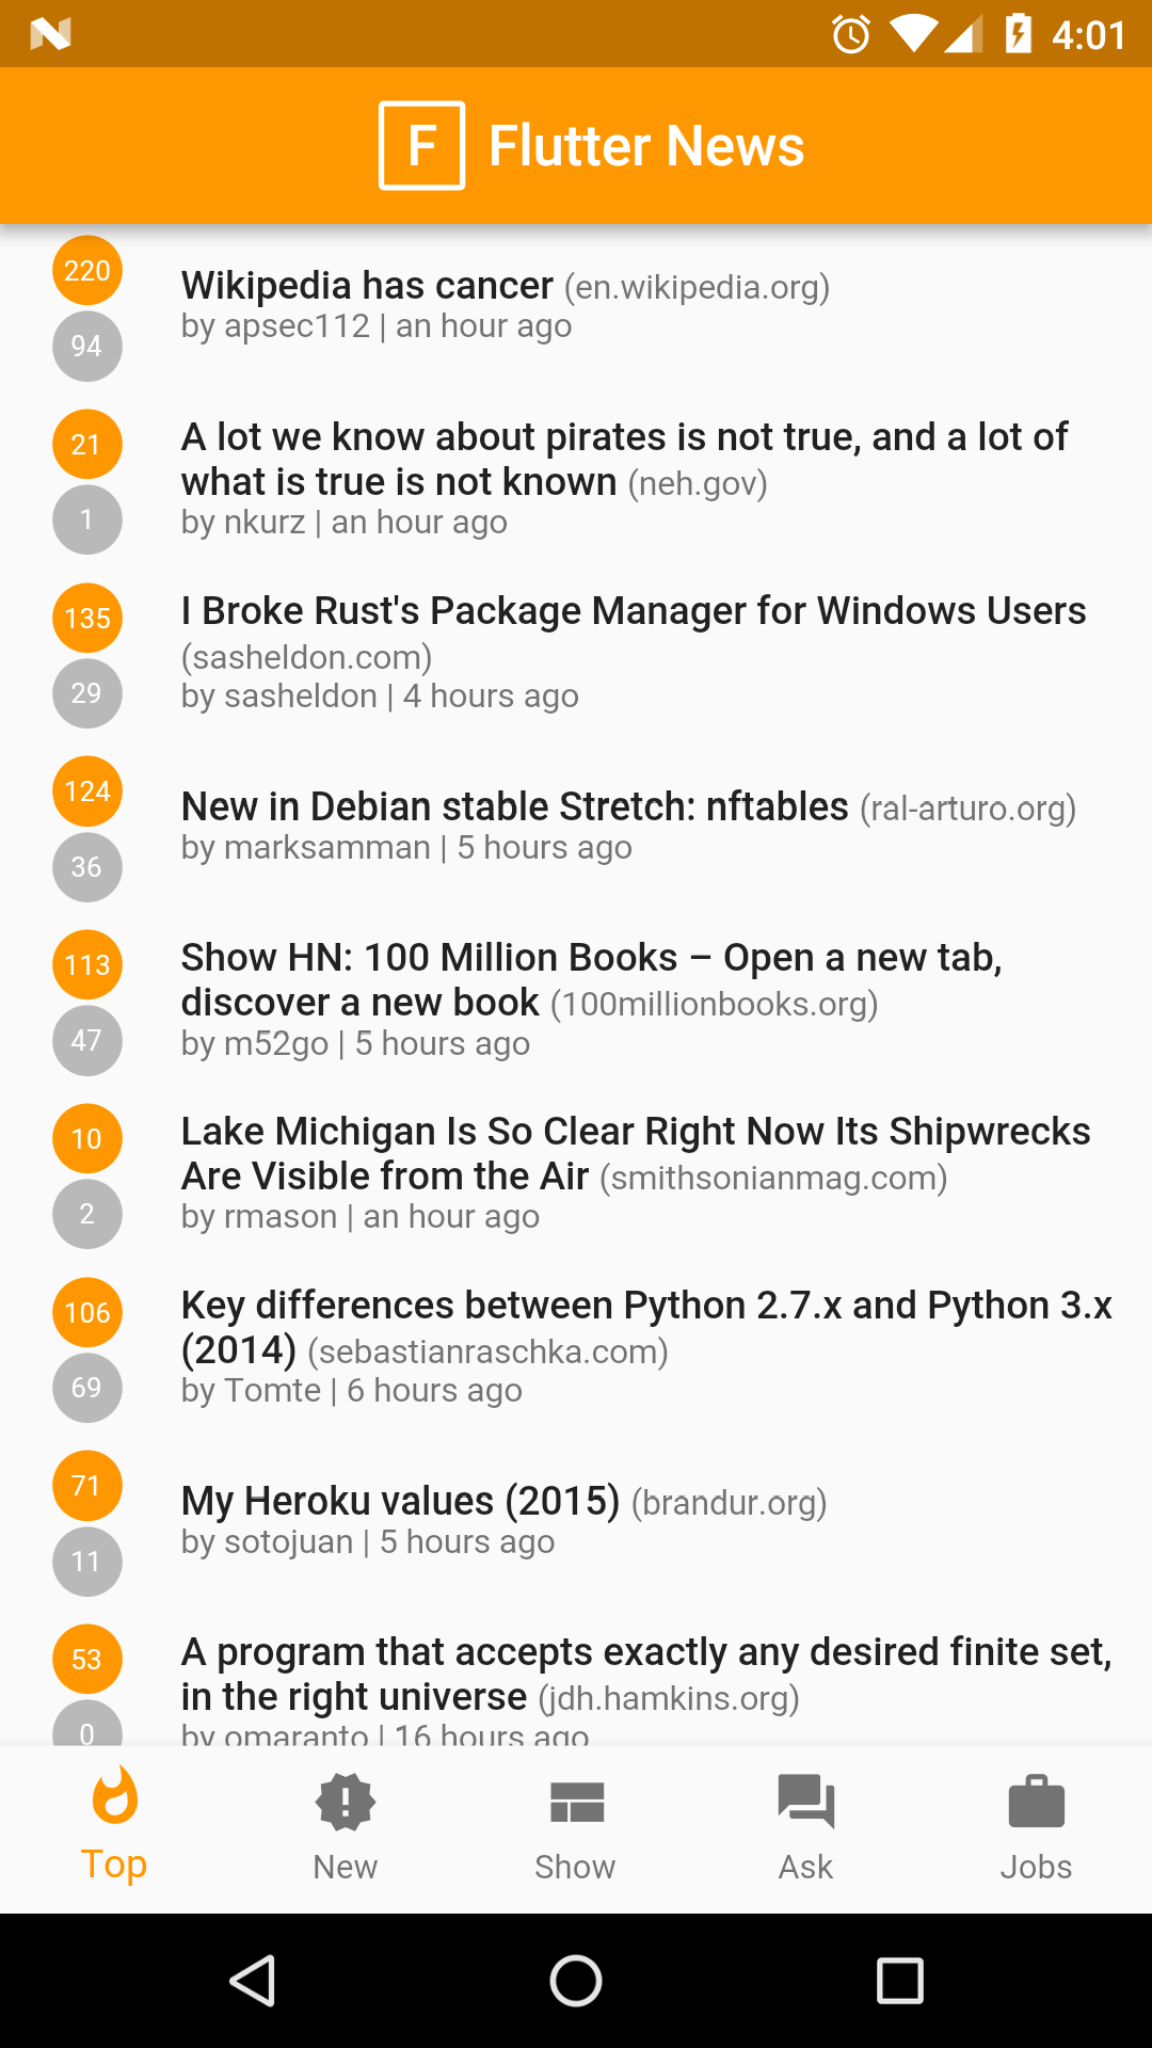 4:01
F Flutter News
220
Wikipedia has cancer (en.wikipedia.org)
by apsec112 | an hour ago
94
21
A lot we know about pirates is not true, and a lot of
what is true is not known (neh.gov)
1
by nkurz | an hour ago
135
I Broke Rust's Package Manager for Windows Users
(sasheldon.com)
29
by sasheldon | 4 hours ago
124
New in Debian stable Stretch: nftables (ral-arturo.org)
by marksamman | 5 hours ago
36
113
Show HN: 100 Million Books – Open a new tab,
discover a new book (100millionbooks.org)
47
by m52go | 5 hours ago
10
Lake Michigan Is So Clear Right Now Its Shipwrecks
Are Visible from the Air (smithsonianmag.com)
2
by rmason | an hour ago
106
Key differences between Python 2.7.x and Python 3.x
(2014) (sebastianraschka.com)
69
by Tomte | 6 hours ago
71
My Heroku values (2015) (brandur.org)
by sotojuan | 5 hours ago
11
53
A program that accepts exactly any desired finite set,
in the right universe (jdh.hamkins.org)
0
by omaranto | 16 hours ago
Top
New
Show
Ask
Jobs